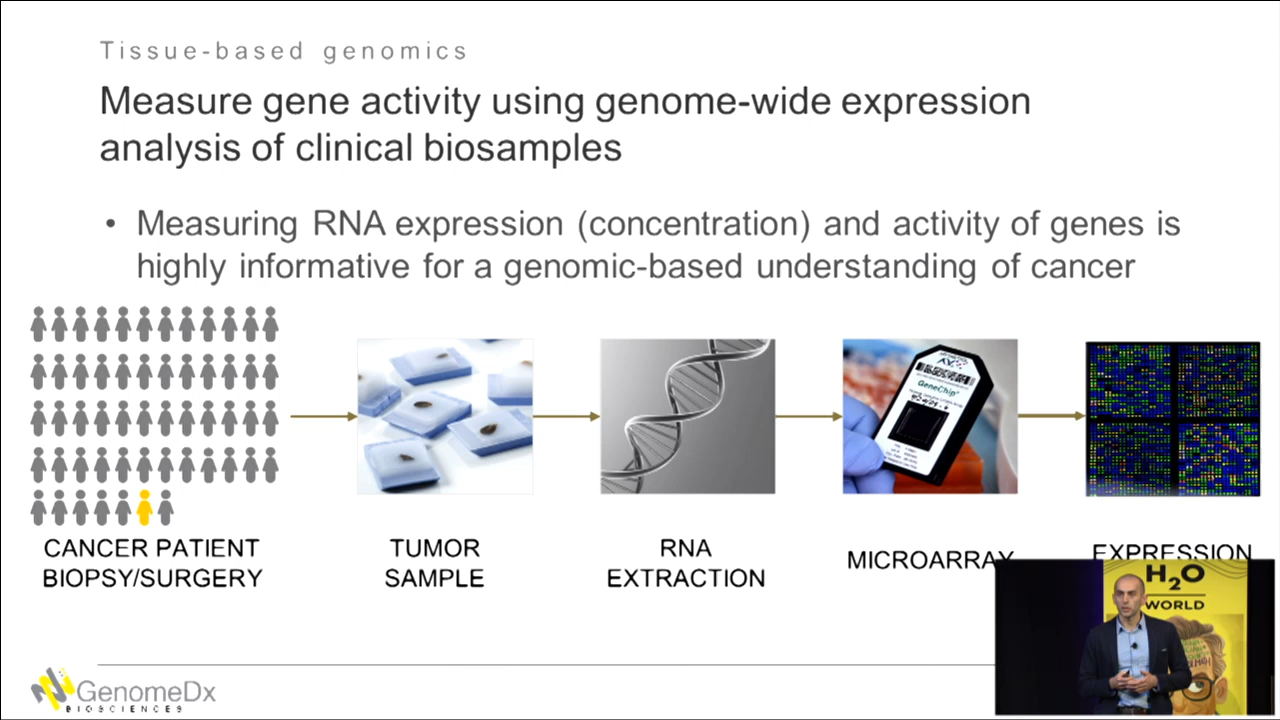 Tissue-based genomics
Measure gene activity using genome-wide expression
analysis of clinical biosamples
• Measuring RNA expression (concentration) and activity of genes is
highly informative for a genomic-based understanding of cancer
GeneChip
CANCER PATIENT
BIOPSY/SURGERY
TUMOR
SAMPLE
RNA
EXTRACTION
MICROARRAY
EXPRESSION
H2O
WORLD
GenomeDx
BIOSCIENCES